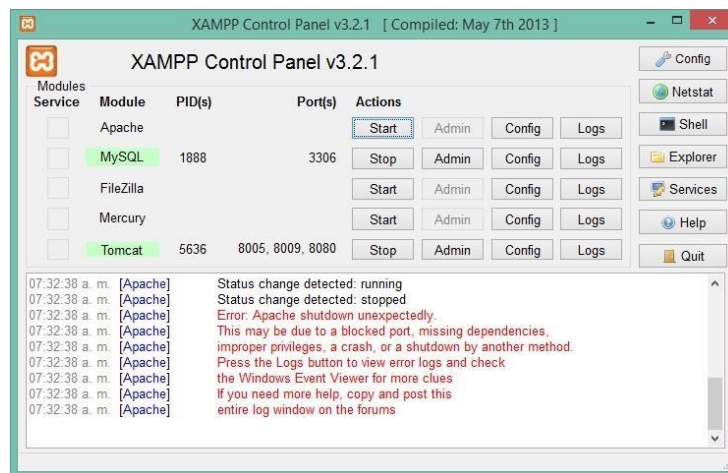 XAMPP Control Panel v3.2.1 [ Compiled: May 7th 2013 ]
XAMPP Control Panel v3.2.1
Config
Modules
Service Module PID(s) Port(s) Actions
Netstat
Apache Start Admin Config Logs
Shell
MySQL 1888 3306 Stop Admin Config Logs
Explorer
FileZilla Start Admin Config Logs
Services
Mercury Start Admin Config Logs
Help
Tomcat 5636 8005, 8009, 8080 Stop Admin Config Logs
Quit
07:32:38 a. m. [Apache] Status change detected: running
07:32:38 a. m. [Apache] Status change detected: stopped
07:32:38 a. m. [Apache] Error: Apache shutdown unexpectedly.
07:32:38 a. m. [Apache] This may be due to a blocked port, missing dependencies,
07:32:38 a. m. [Apache] improper privileges, a crash, or a shutdown by another method.
07:32:38 a. m. [Apache] Press the Logs button to view error logs and check
07:32:38 a. m. [Apache] the Windows Event Viewer for more clues
07:32:38 a. m. [Apache] If you need more help, copy and post this
07:32:38 a. m. [Apache] entire log window on the forums